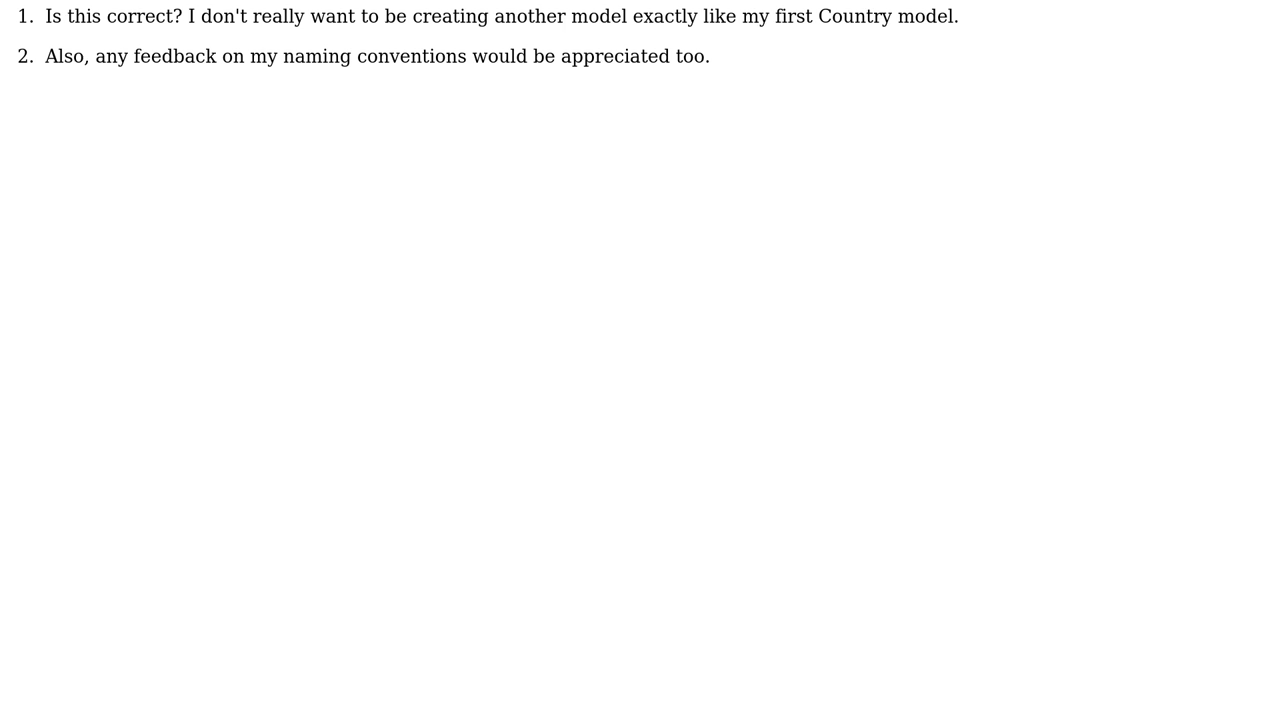 1. Is this correct? I don't really want to be creating another model exactly like my first Country model.
2. Also, any feedback on my naming conventions would be appreciated too.